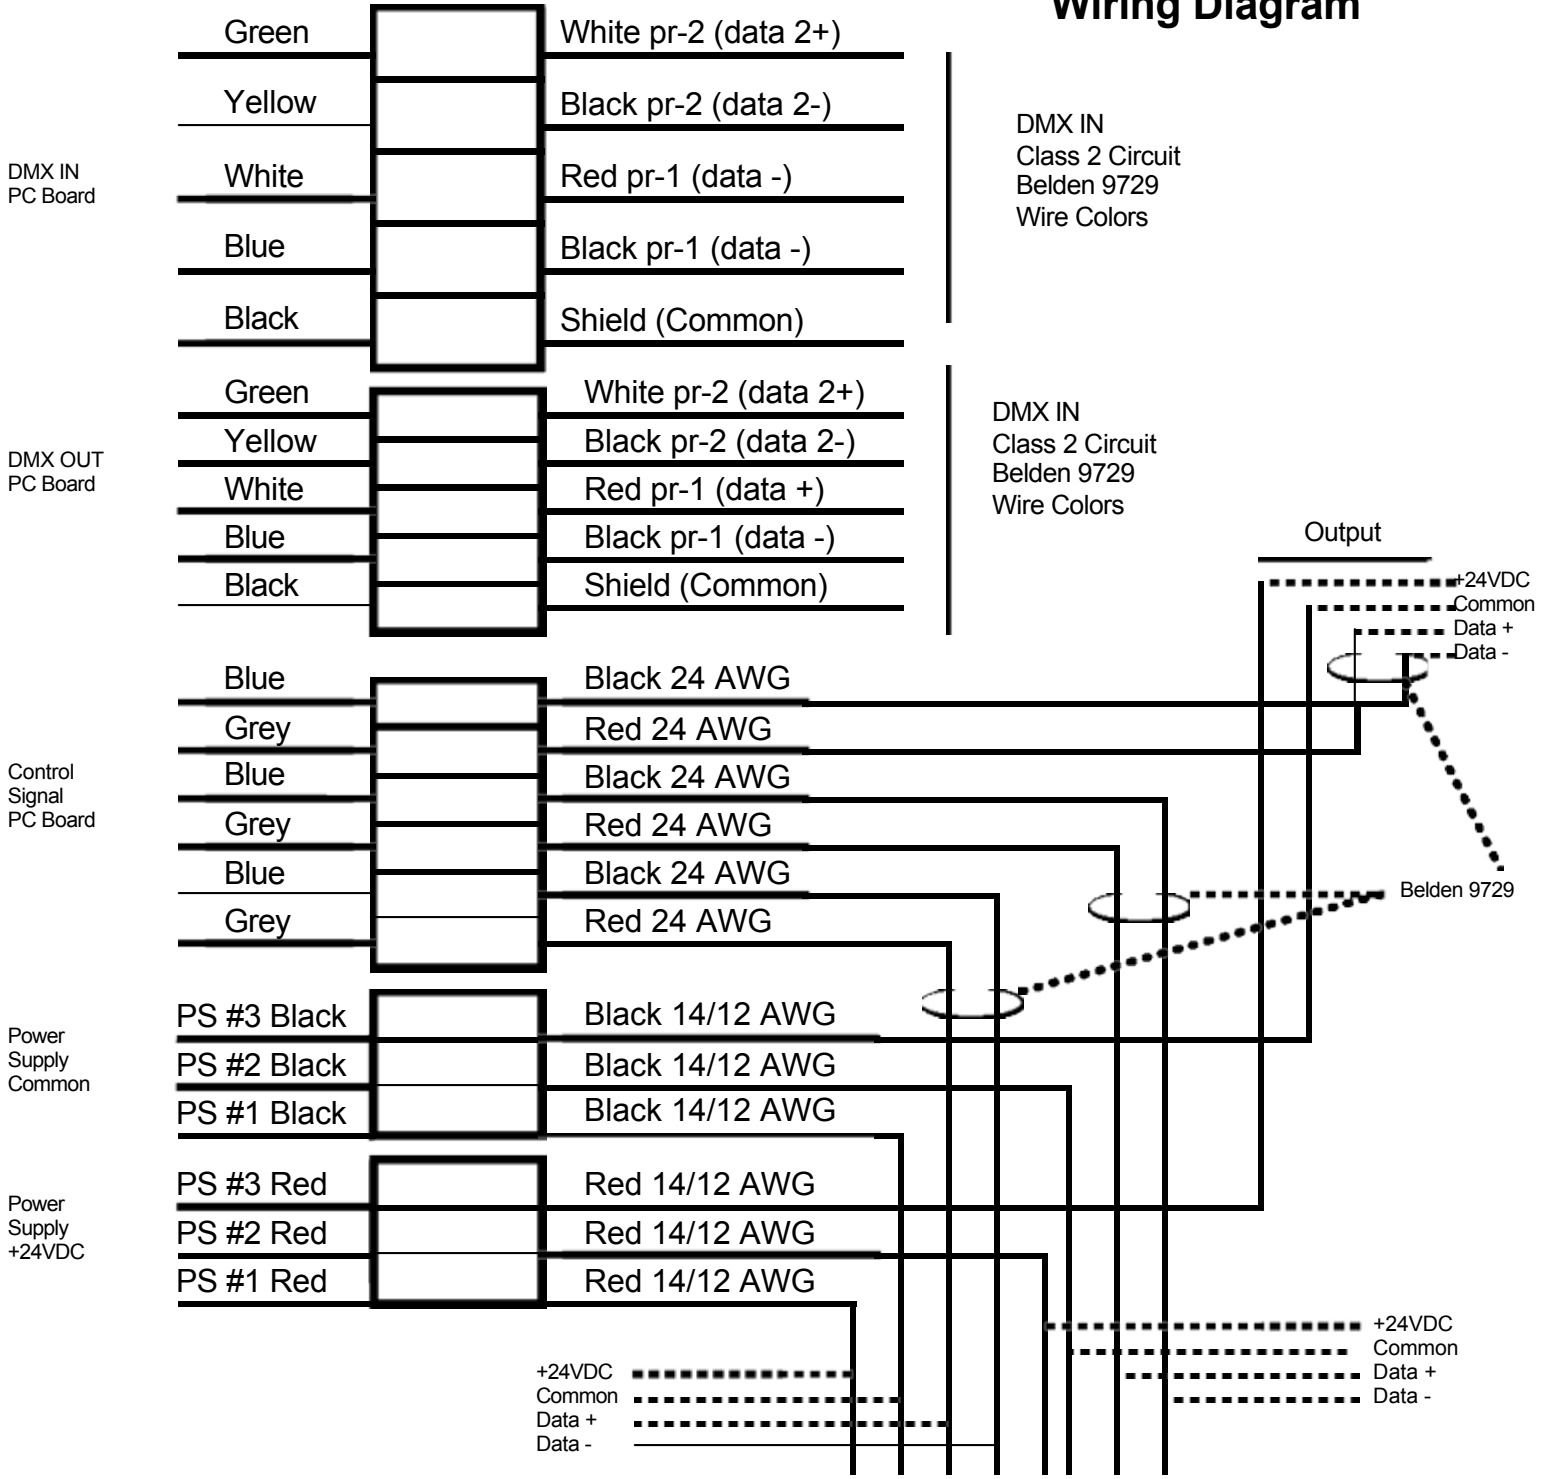 Wiring Diagram
Green
White pr-2 (data 2+)
Yellow
Black pr-2 (data 2-)
DMX IN
PC Board
White
Red pr-1 (data -)
Blue
Black pr-1 (data -)
Black
Shield (Common)
DMX IN
Class 2 Circuit
Belden 9729
Wire Colors
DMX OUT
PC Board
Green
White pr-2 (data 2+)
Yellow
Black pr-2 (data 2-)
White
Red pr-1 (data +)
Blue
Black pr-1 (data -)
Black
Shield (Common)
DMX IN
Class 2 Circuit
Belden 9729
Wire Colors
Output
+24VDC
Common
Data +
Data -
Control
Signal
PC Board
Blue
Black 24 AWG
Grey
Red 24 AWG
Blue
Black 24 AWG
Grey
Red 24 AWG
Blue
Black 24 AWG
Grey
Red 24 AWG
Belden 9729
Power
Supply
Common
PS #3 Black
Black 14/12 AWG
PS #2 Black
Black 14/12 AWG
PS #1 Black
Black 14/12 AWG
Power
Supply
+24VDC
PS #3 Red
Red 14/12 AWG
PS #2 Red
Red 14/12 AWG
PS #1 Red
Red 14/12 AWG
+24VDC
Common
Data +
Data -
+24VDC
Common
Data +
Data -